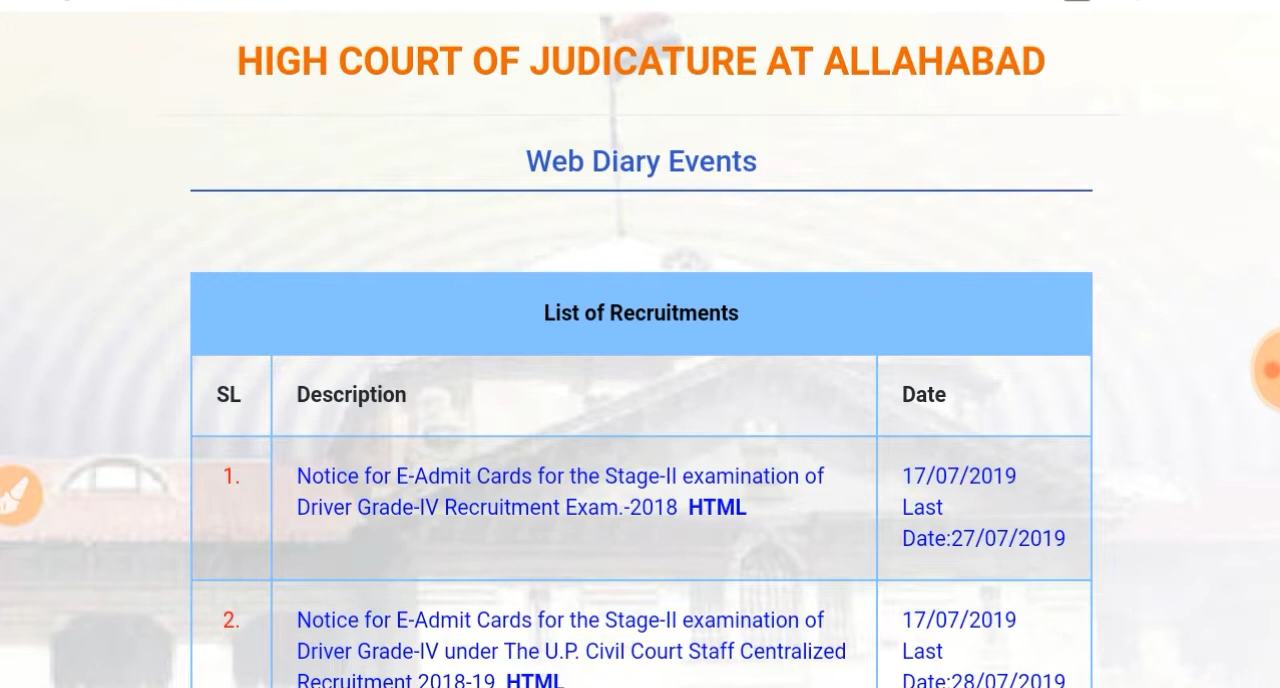 HIGH COURT OF JUDICATURE AT ALLAHABAD
Web Diary Events
List of Recruitments
SL Description Date
1. Notice for E-Admit Cards for the Stage-II examination of 17/07/2019
Driver Grade-IV Recruitment Exam.-2018 HTML Last
Date:27/07/2019
2. Notice for E-Admit Cards for the Stage-II examination of 17/07/2019
Driver Grade-IV under The U.P. Civil Court Staff Centralized Last
Recruitment 2018-19 HTML Date:28/07/2019